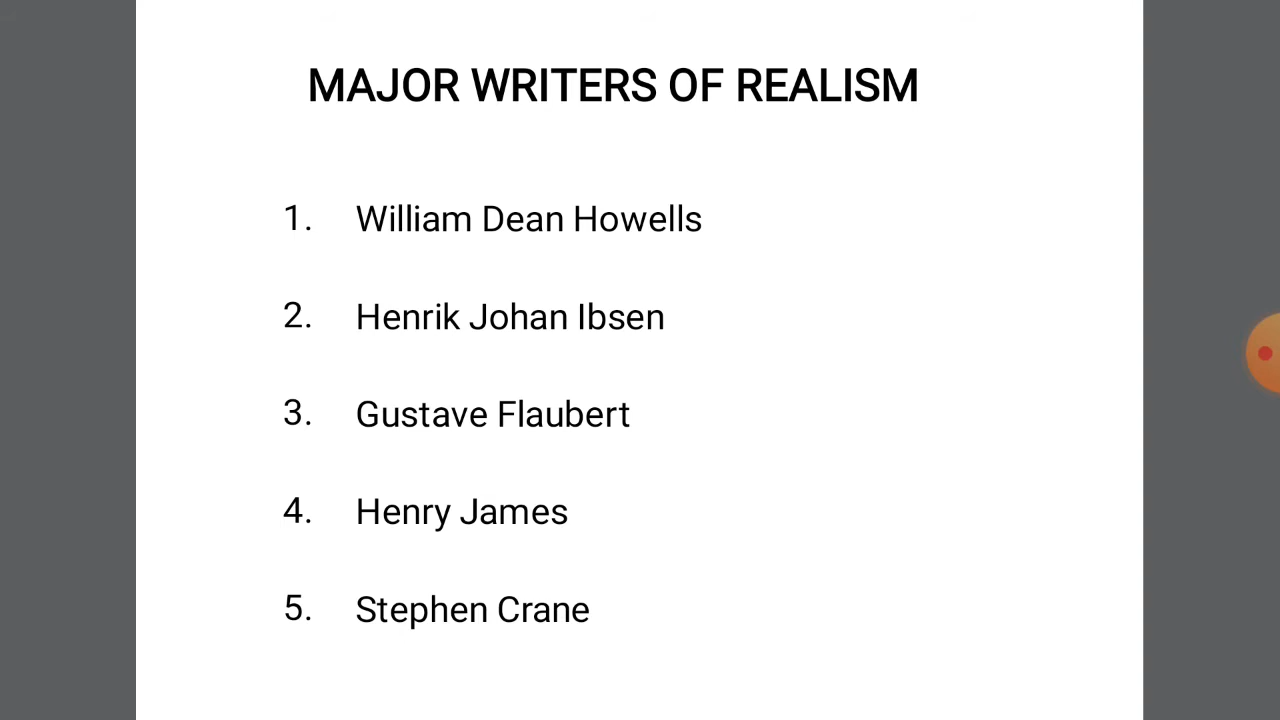 MAJOR WRITERS OF REALISM
1. William Dean Howells
2. Henrik Johan Ibsen
3. Gustave Flaubert
4. Henry James
5. Stephen Crane